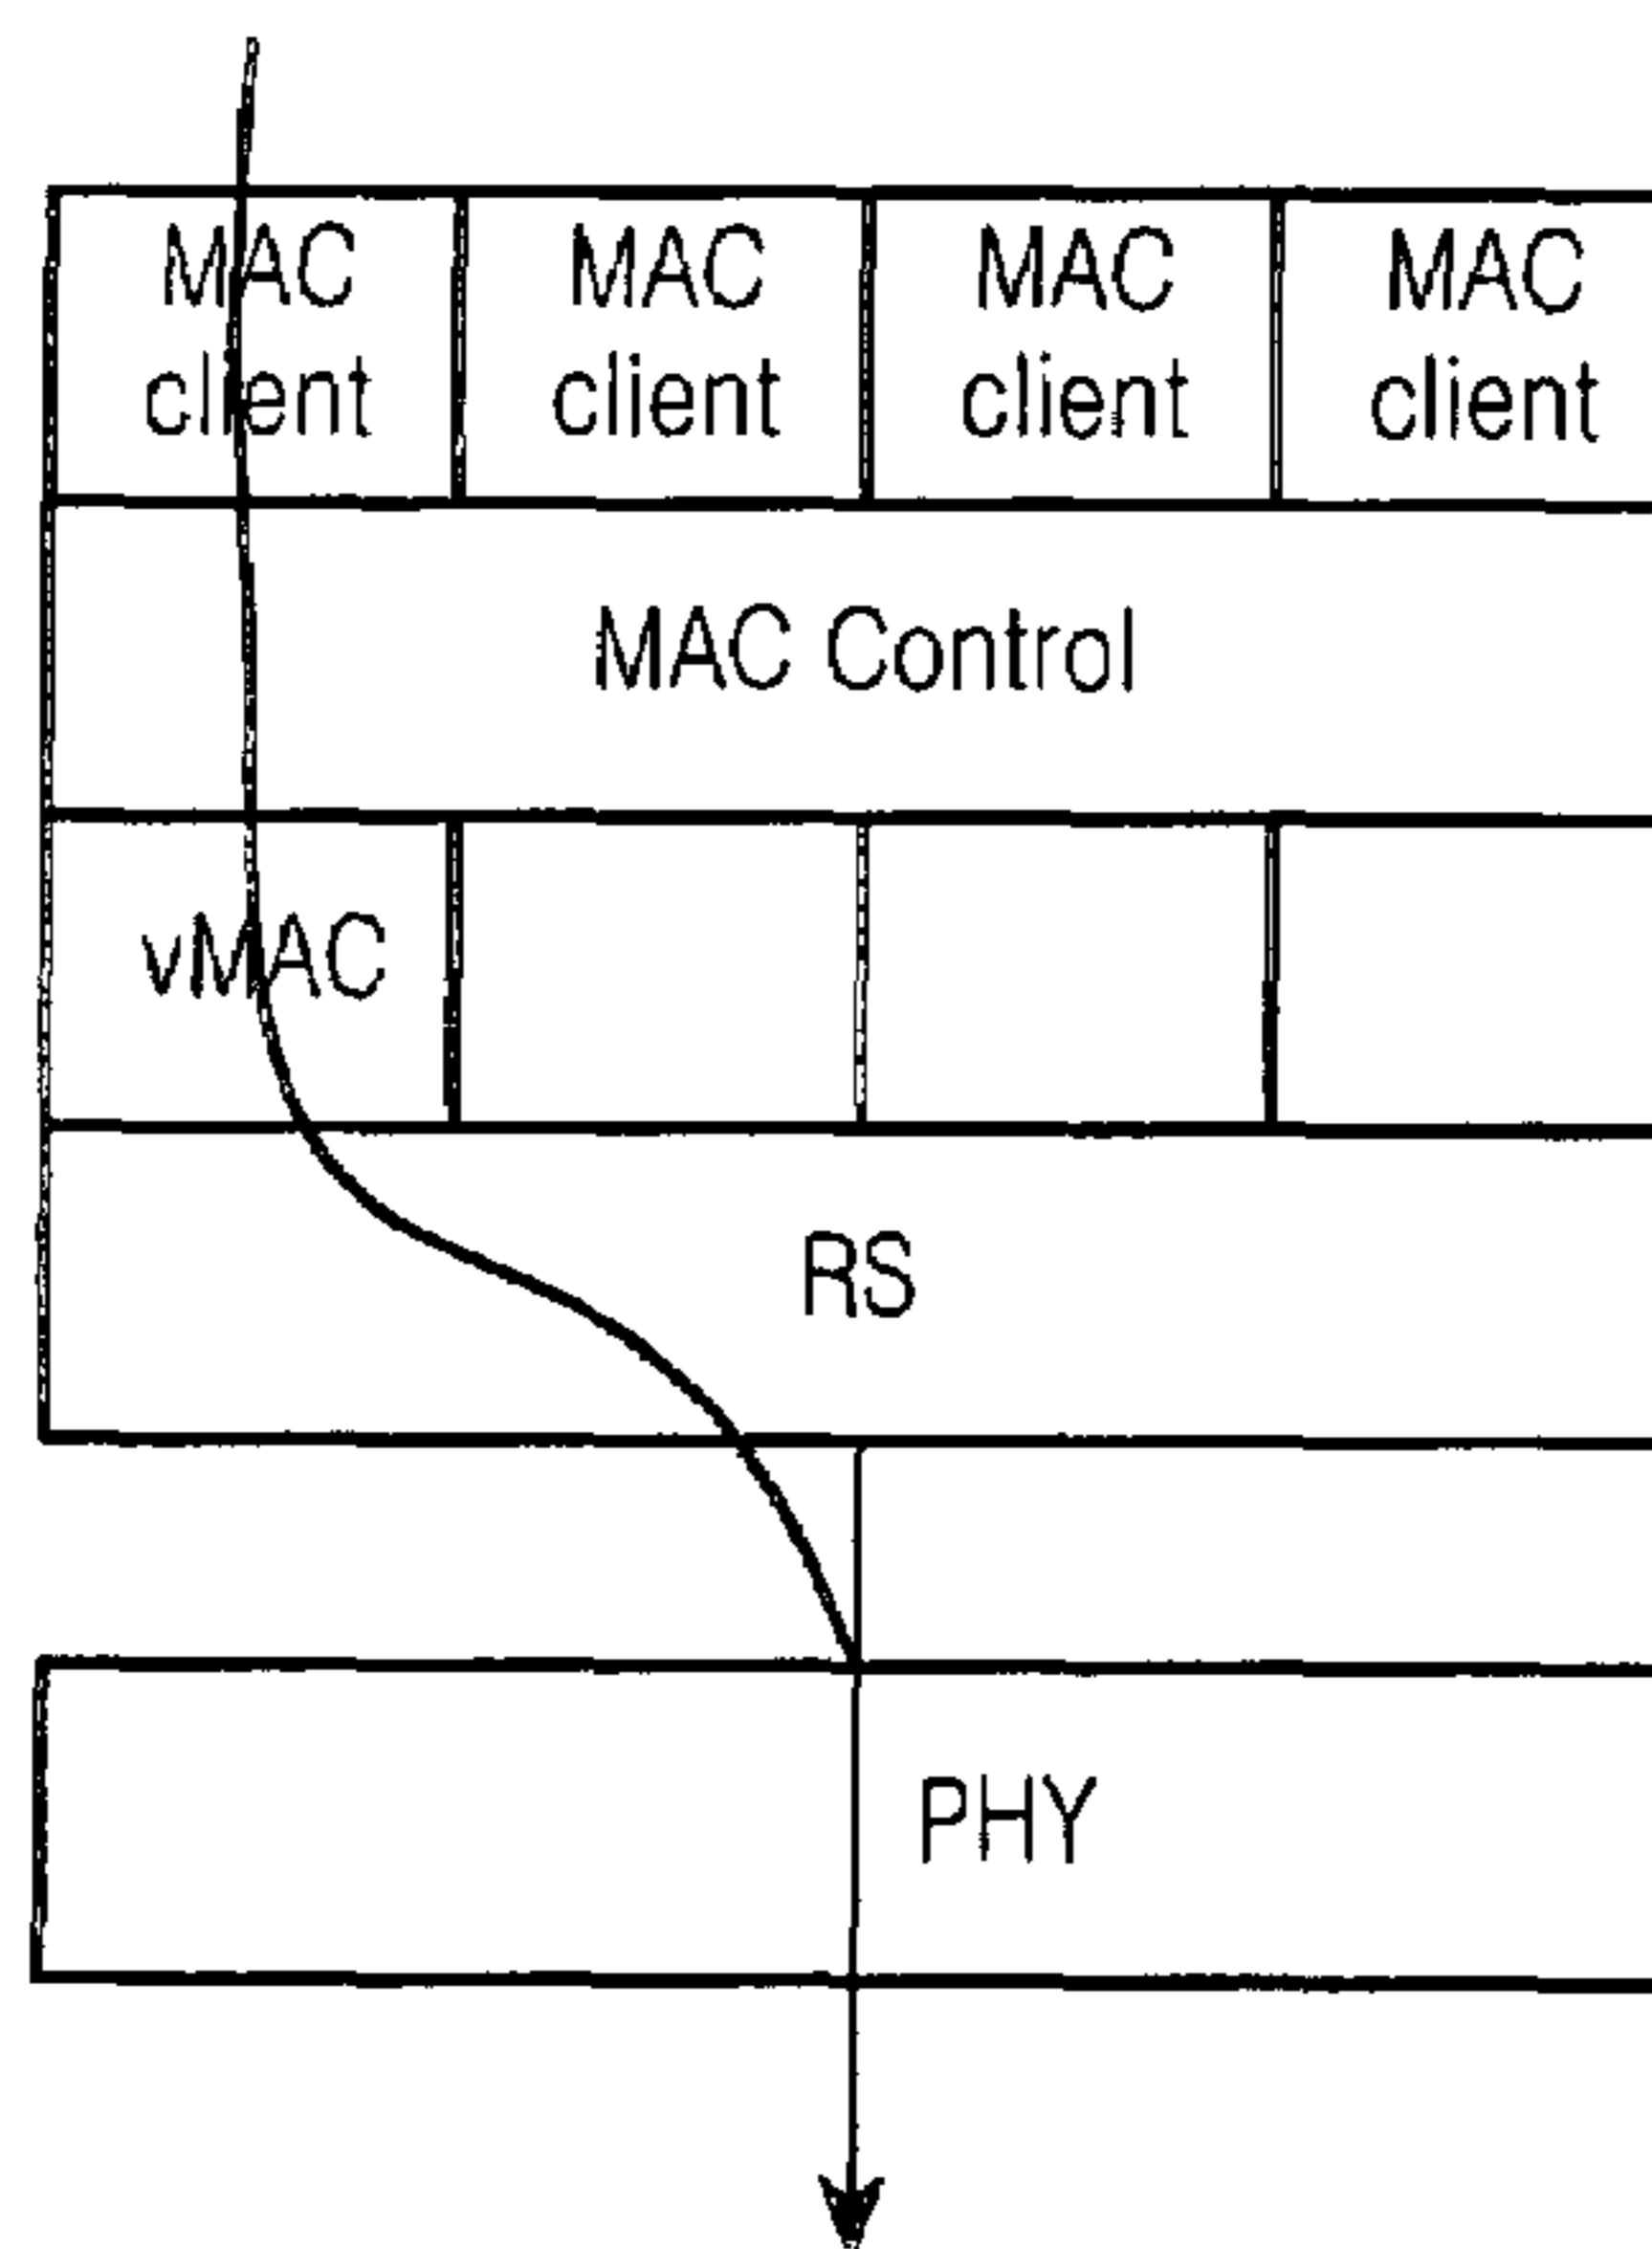 MAC MAC MAC MAC
client client client client
MAC Control
vMAC
RS
PHY